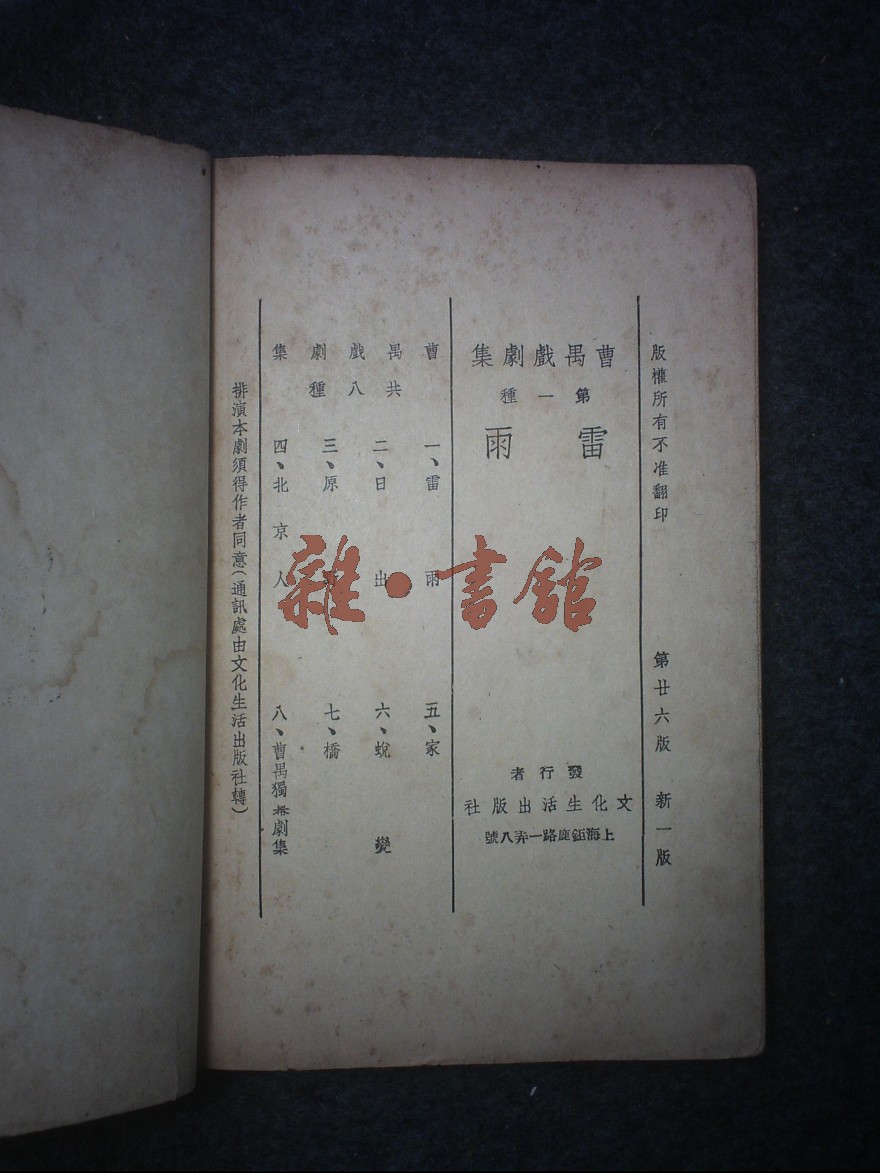 版權所有不准翻印
第廿六版 新一版
曹禺戲劇集
第一種
雷雨
發行者
文化生活出版社
上海鉅鹿路一弄八號
曹禺戲劇集
共八種
一、雷雨
二、日出
三、原
四、北京人
五、家
六、蛻變
七、橋
八、曹禺獨幕劇集
排演本劇須得作者同意(通訊處由文化生活出版社轉)
雜·書館